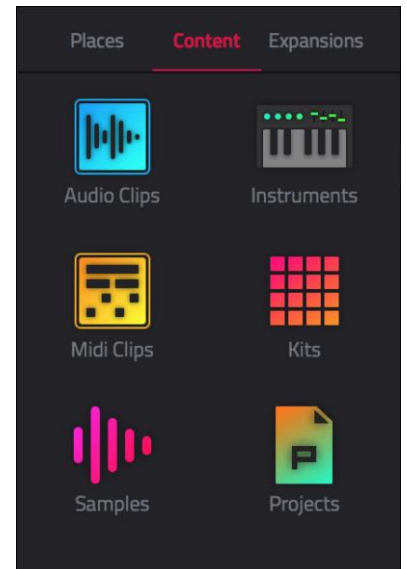 Places Content Expansions
Audio Clips Instruments
Midi Clips Kits
Samples Projects